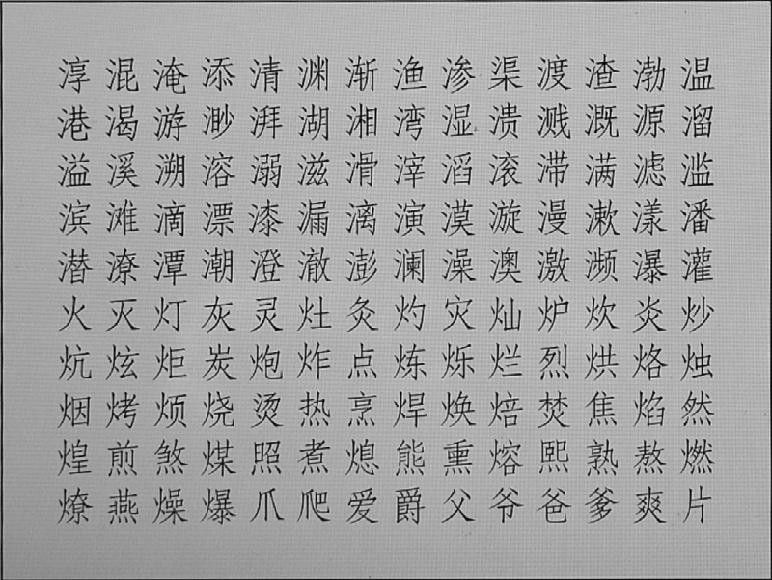 淳混淹添清渊渐渔渗渠渡渣渤温
港渴游渺湃湖湘湾湿溃溅溉源溜
溢溪溯溶溺滋滑滓滔滚滞满滤滥
滨滩滴漂漆漏漓演漠漩漫漱漾潘
潜潦潭潮澄澈澎澜澡澳激濒瀑灌
火灭灯灰灵灶灸灼灾灿炉炊炎炒
炕炫炬炭炮炸点炼烁烂烈烘烙烛
烟烤烦烧烫热烹焊焕焙焚焦焰然
煌煎煞煤照煮熄熊熏熔熙熟熬燃
燎燕燥爆爪爬爱爵父爷爸爹爽片